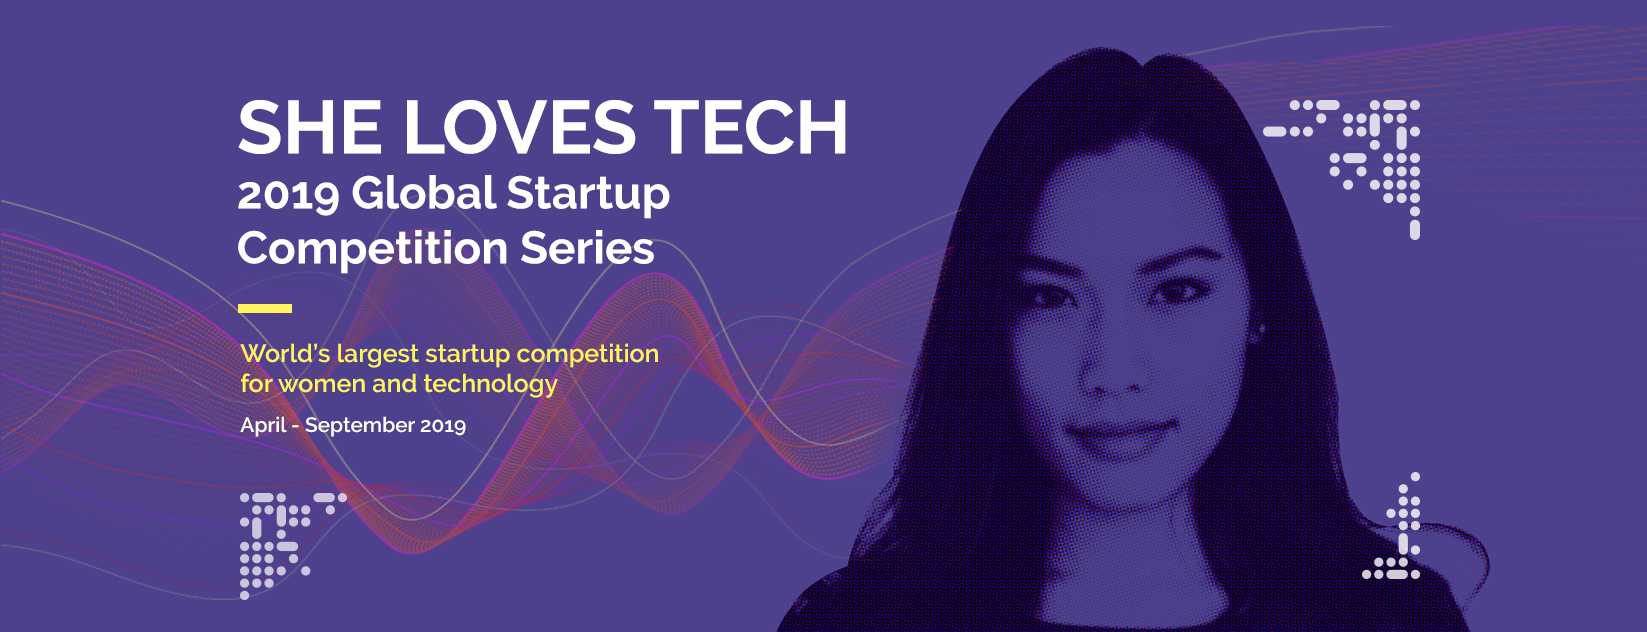 SHE LOVES TECH
2019 Global Startup
Competition Series
World's largest startup competition
for women and technology
April - September 2019